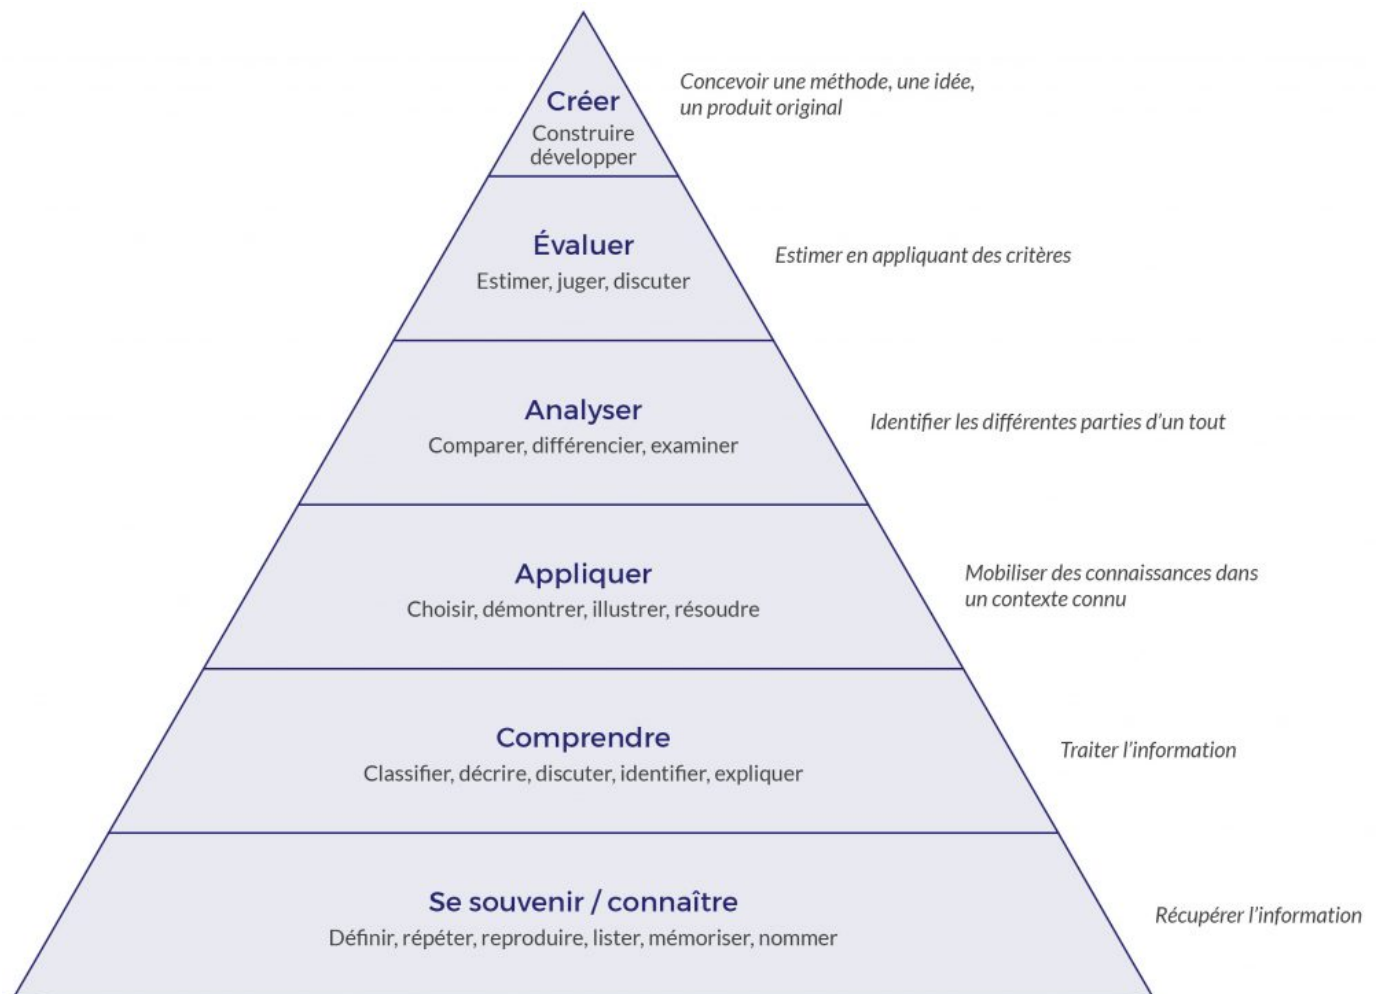 Créer
Construire
développer
Concevoir une méthode, une idée,
un produit original
Évaluer
Estimer, juger, discuter
Estimer en appliquant des critères
Analyser
Comparer, différencier, examiner
Identifier les différentes parties d’un tout
Appliquer
Choisir, démontrer, illustrer, résoudre
Mobiliser des connaissances dans
un contexte connu
Comprendre
Classifier, décrire, discuter, identifier, expliquer
Traiter l’information
Se souvenir / connaître
Définir, répéter, reproduire, lister, mémoriser, nommer
Récupérer l’information